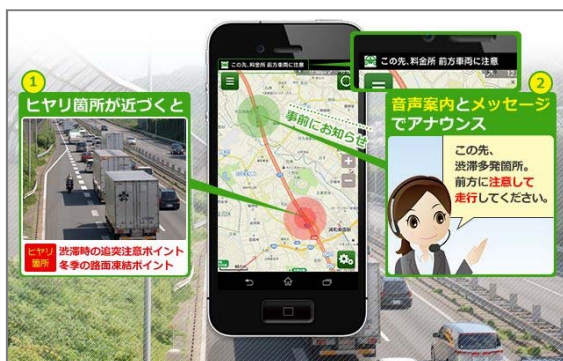 1
ヒヤリ箇所が近づくと
ヒヤリ
箇所
渋滞時の追突注意ポイント
冬季の路面凍結ポイント
この先、料金所 前方車両に注意
事前にお知らせ
この先、料金所 前方車両に注意
2
音声案内とメッセージ
でアナウンス
この先、
渋滞多発箇所。
前方に注意して
走行してください。